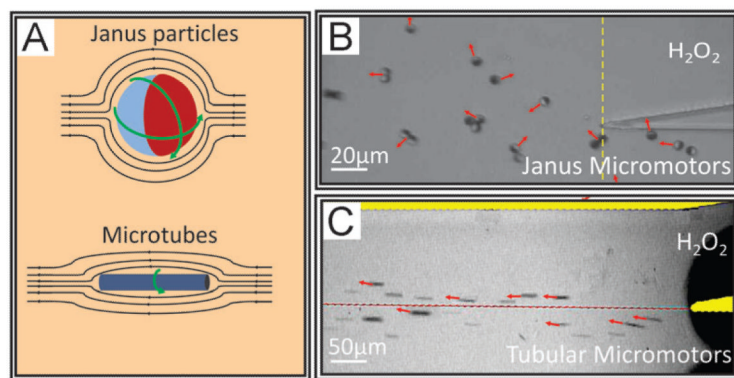 A
Janus particles
Microtubes
B
H₂O₂
20μm
Janus Micromotors
C
H₂O₂
50μm
Tubular Micromotors